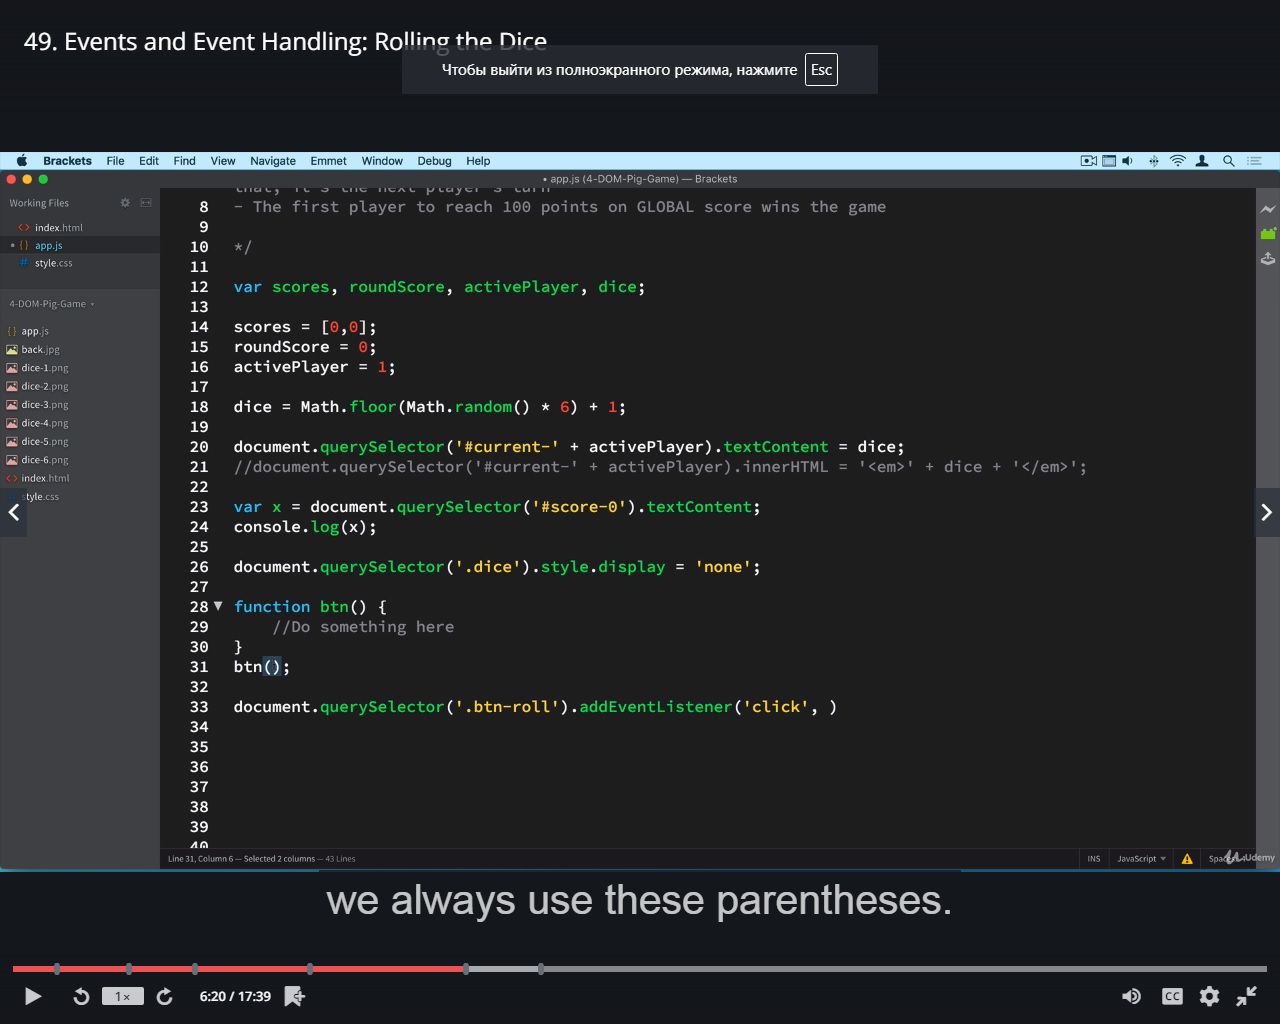 49. Events and Event Handling: Rolling the Dice
Чтобы выйти из полноэкранного режима, нажмите Esc
Brackets File Edit Find View Navigate Emmet Window Debug Help
• app.js (4-DOM-Pig-Game) — Brackets
Working Files
index.html
app.js
style.css
4-DOM-Pig-Game
app.js
back.jpg
dice-1.png
dice-2.png
dice-3.png
dice-4.png
dice-5.png
dice-6.png
index.html
style.css
that, it's the next player's turn
8 - The first player to reach 100 points on GLOBAL score wins the game
9
10 */
11
12 var scores, roundScore, activePlayer, dice;
13
14 scores = [0,0];
15 roundScore = 0;
16 activePlayer = 1;
17
18 dice = Math.floor(Math.random() * 6) + 1;
19
20 document.querySelector('#current-' + activePlayer).textContent = dice;
21 //document.querySelector('#current-' + activePlayer).innerHTML = '<em>' + dice + '</em>';
22
23 var x = document.querySelector('#score-0').textContent;
24 console.log(x);
25
26 document.querySelector('.dice').style.display = 'none';
27
28 function btn() {
29 //Do something here
30 }
31 btn();
32
33 document.querySelector('.btn-roll').addEventListener('click', )
34
35
36
37
38
39
40
Line 31, Column 6 — Selected 2 columns — 43 Lines
INS JavaScript Udemy
we always use these parentheses.
1x 6:20 / 17:39 CC